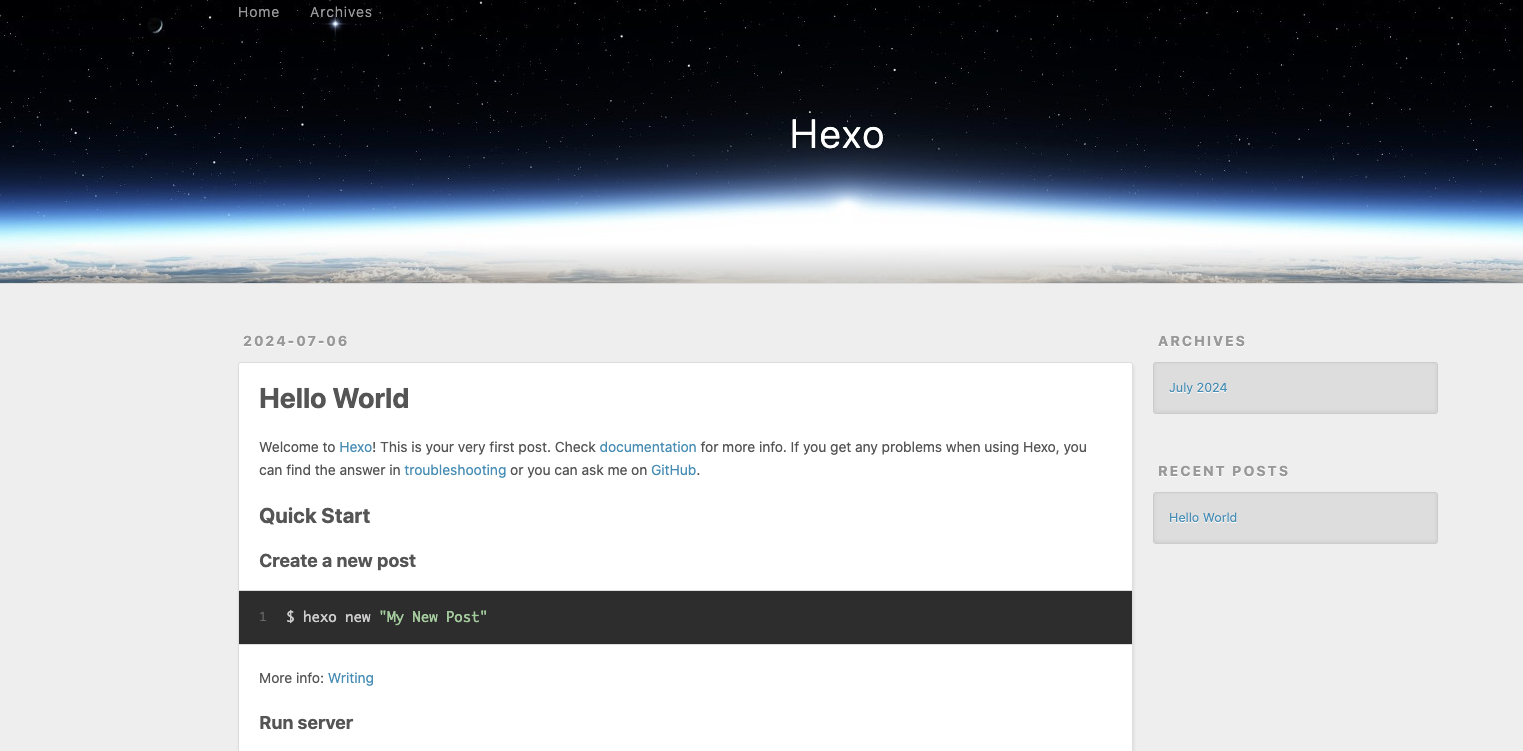 Home Archives
Hexo
2024-07-06
Hello World
Welcome to Hexo! This is your very first post. Check documentation for more info. If you get any problems when using Hexo, you
can find the answer in troubleshooting or you can ask me on GitHub.
Quick Start
Create a new post
1 $ hexo new "My New Post"
More info: Writing
Run server
ARCHIVES
July 2024
RECENT POSTS
Hello World